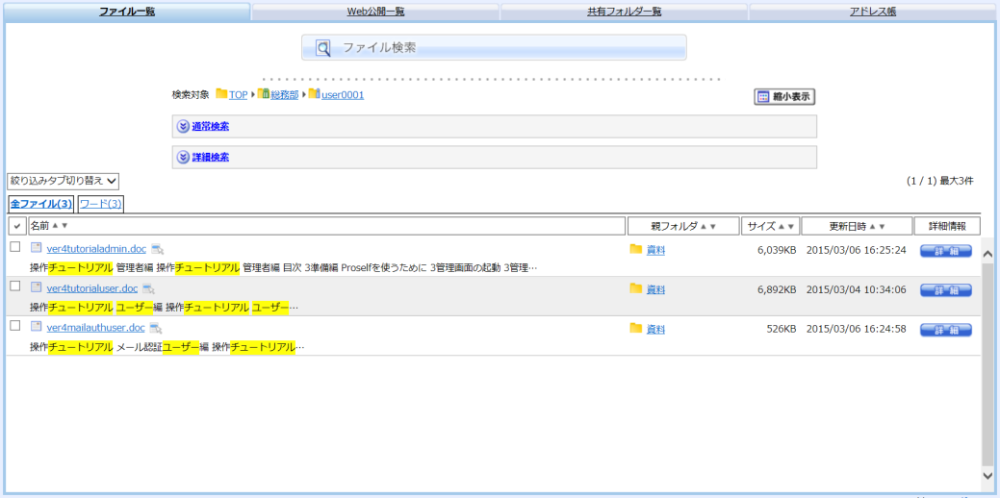 ファイル一覧 Web公開一覧 共有フォルダ一覧 アドレス帳
ファイル検索
検索対象 TOP 総務部 user0001 縮小表示
通常検索
詳細検索
絞り込みタブ切り替え (1 / 1) 最大3件
全ファイル(3) ワード(3)
名前 ▲ ▼ 親フォルダ ▲ ▼ サイズ ▲ ▼ 更新日時 ▲ ▼ 詳細情報
ver4tutorialadmin.doc 資料 6,039KB 2015/03/06 16:25:24 詳 細
操作チュートリアル 管理者編 操作チュートリアル 管理者編 目次 3準備編 Proselfを使うために 3管理画面の起動 3管理…
ver4tutorialuser.doc 資料 6,892KB 2015/03/04 10:34:06 詳 細
操作チュートリアル ユーザー編 操作チュートリアル ユーザー…
ver4mailauthuser.doc 資料 526KB 2015/03/06 16:24:58 詳 細
操作チュートリアル メール認証ユーザー編 操作チュートリアル…